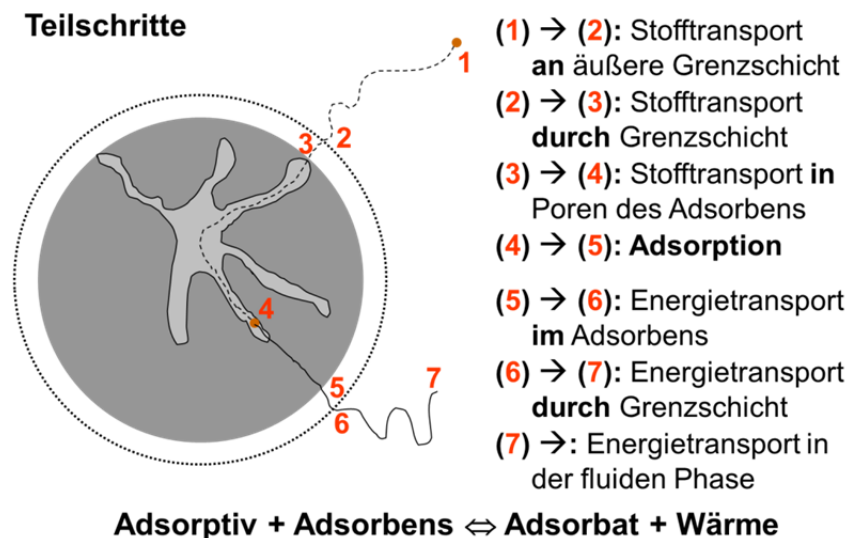 Teilschritte
1
2
3
4
5
6
7
(1) → (2): Stofftransport
an äußere Grenzschicht
(2) → (3): Stofftransport
durch Grenzschicht
(3) → (4): Stofftransport in
Poren des Adsorbens
(4) → (5): Adsorption
(5) → (6): Energietransport
im Adsorbens
(6) → (7): Energietransport
durch Grenzschicht
(7) →: Energietransport in
der fluiden Phase
Adsorptiv + Adsorbens ⇔ Adsorbat + Wärme